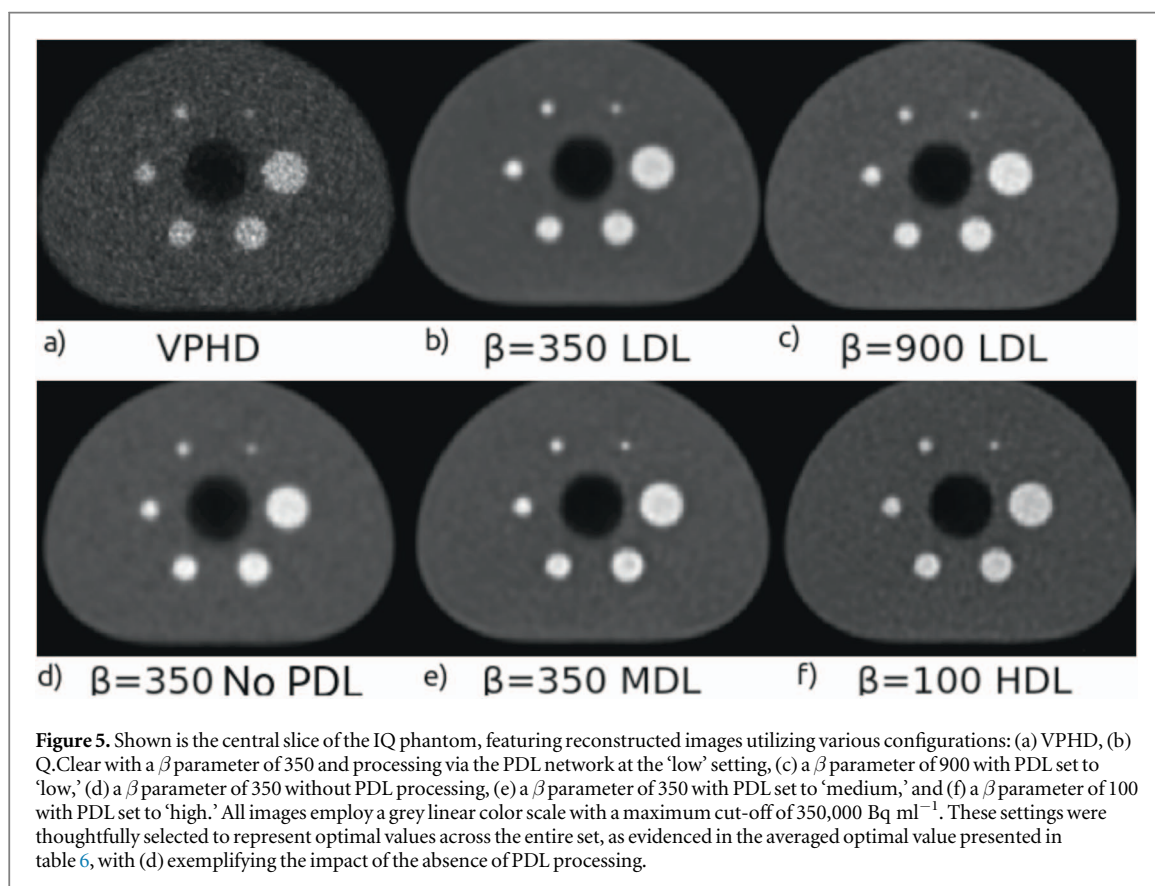 a) VPHD b) β=350 LDL c) β=900 LDL
d) β=350 No PDL e) β=350 MDL f) β=100 HDL
Figure 5. Shown is the central slice of the IQ phantom, featuring reconstructed images utilizing various configurations: (a) VPHD, (b)
Q.Clear with a β parameter of 350 and processing via the PDL network at the ‘low’ setting, (c) a β parameter of 900 with PDL set to
‘low,’ (d) a β parameter of 350 without PDL processing, (e) a β parameter of 350 with PDL set to ‘medium,’ and (f) a β parameter of 100
with PDL set to ‘high.’ All images employ a grey linear color scale with a maximum cut-off of 350,000 Bq ml⁻¹. These settings were
thoughtfully selected to represent optimal values across the entire set, as evidenced in the averaged optimal value presented in
table 6, with (d) exemplifying the impact of the absence of PDL processing.